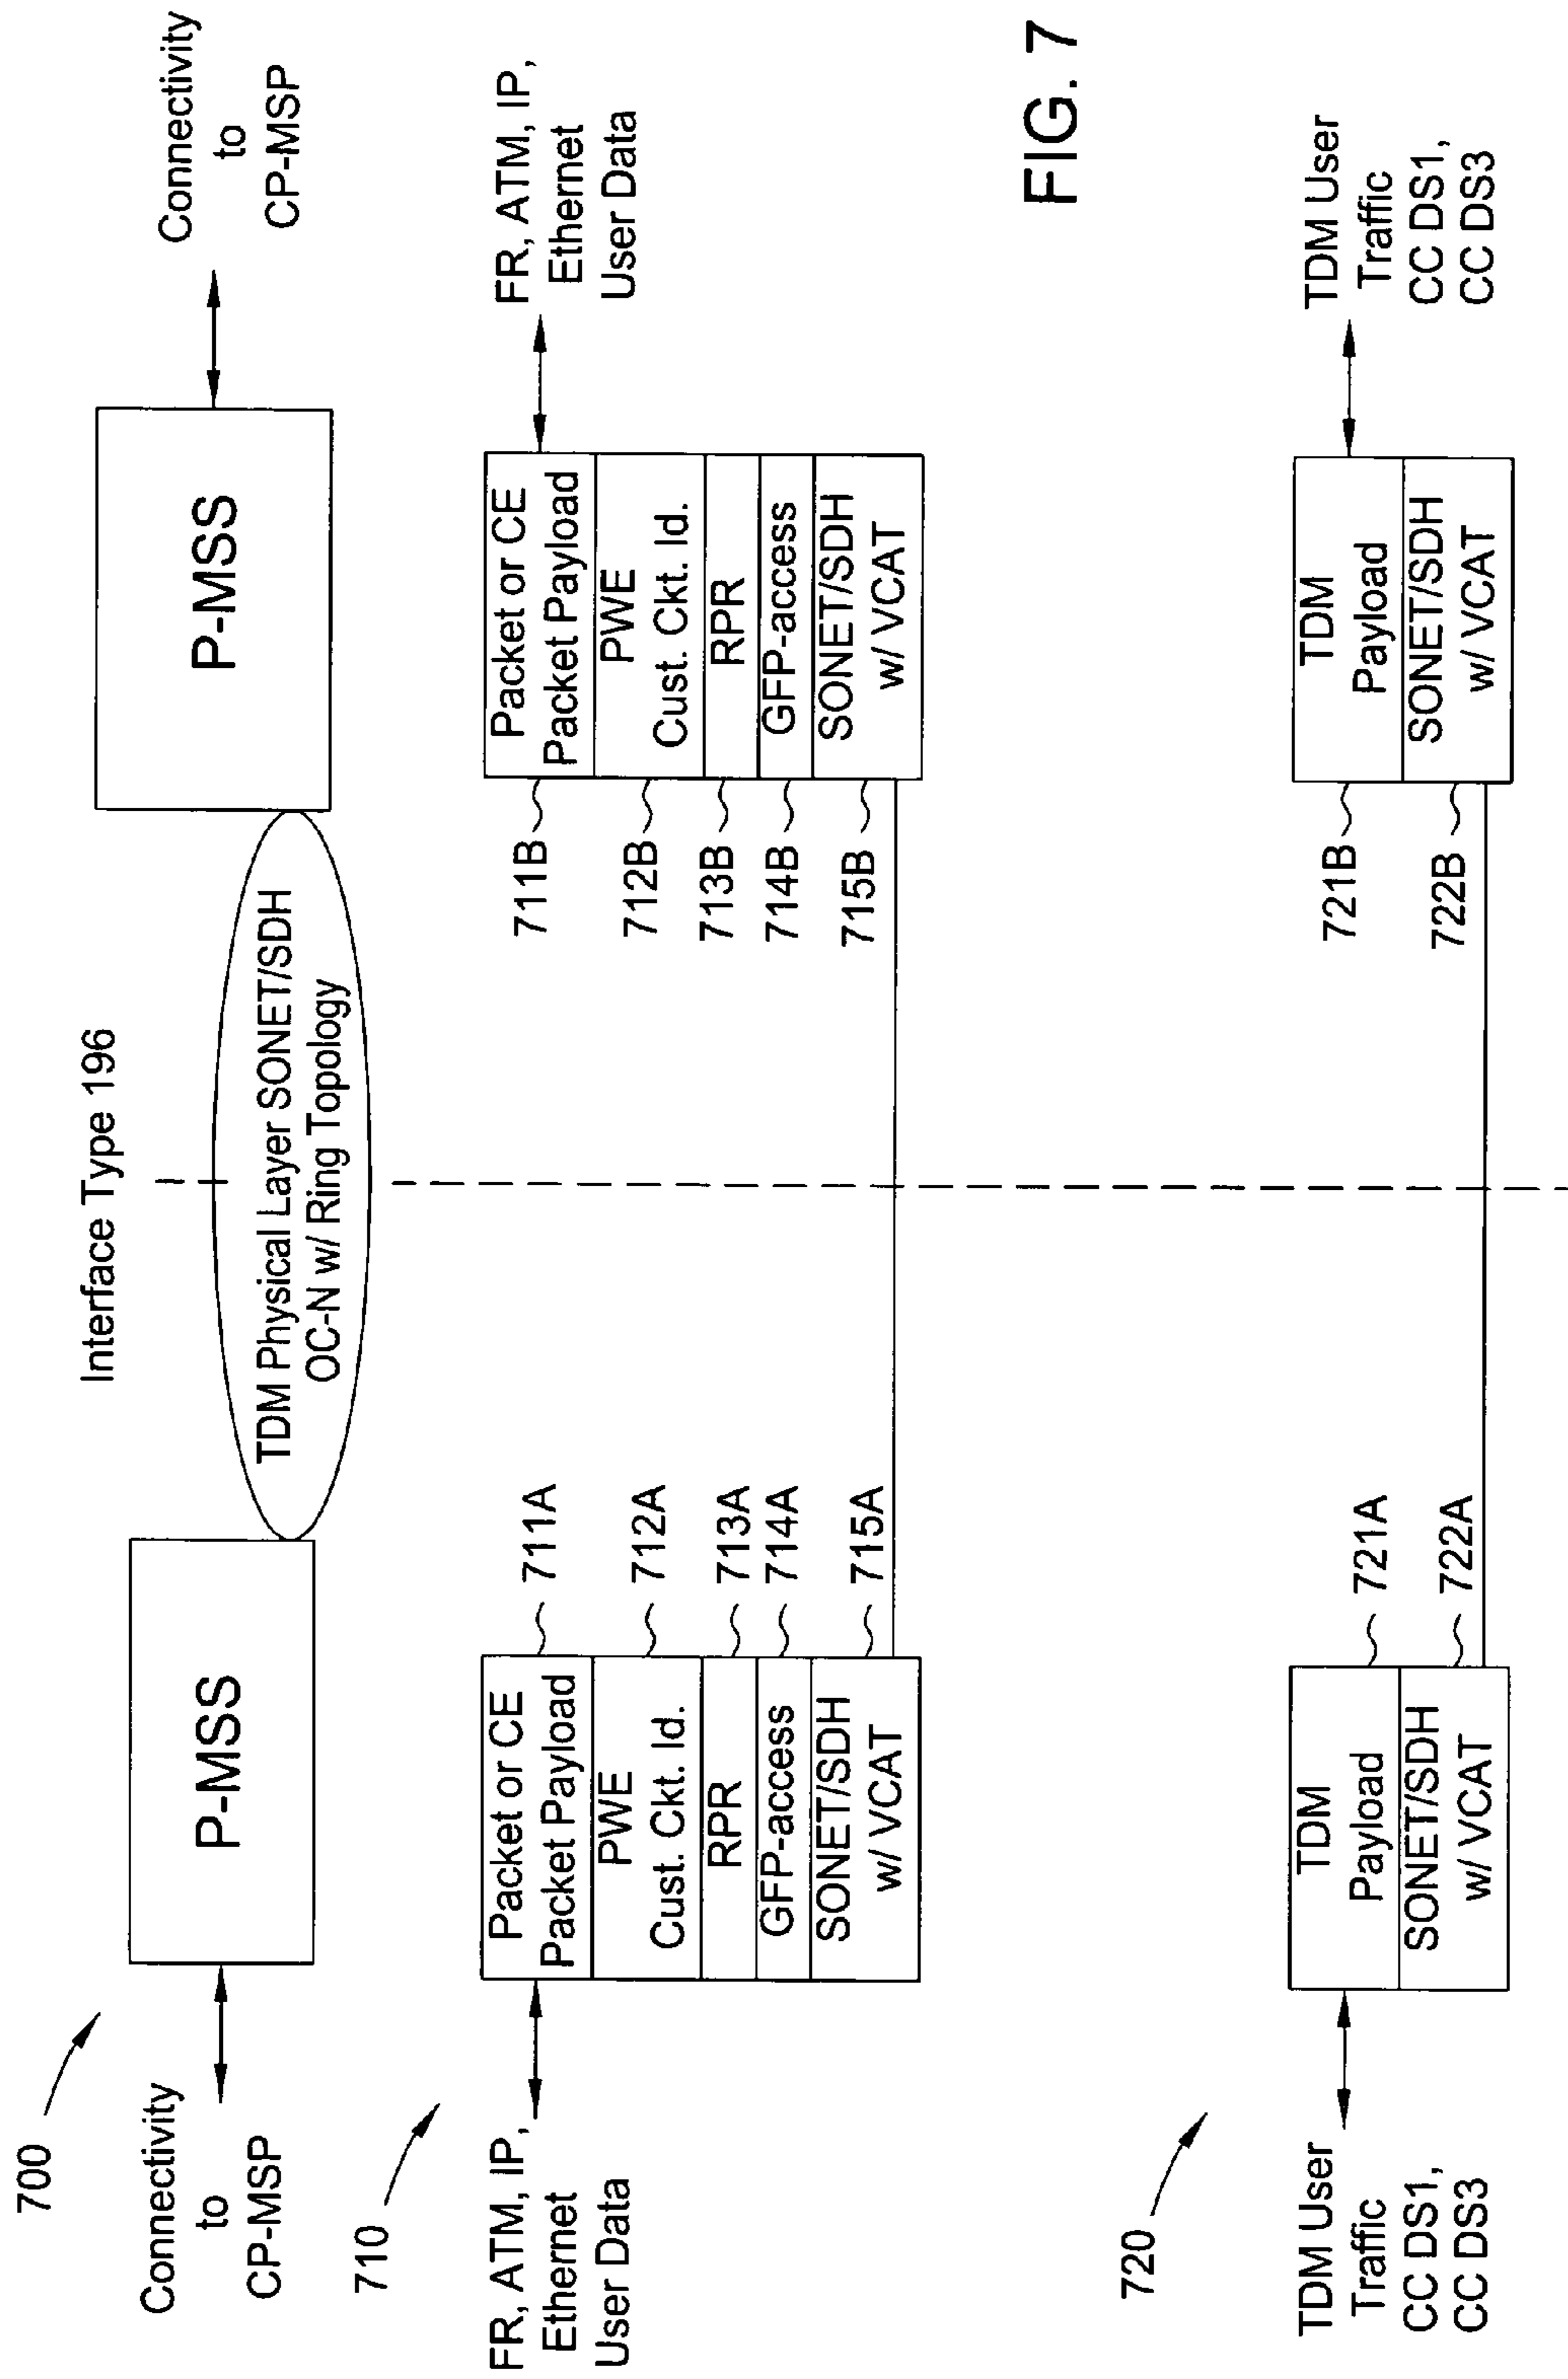 Interface Type 196
700
Connectivity
to
CP-MSP
P-MSS
TDM Physical Layer SONET/SDH
OC-N w/ Ring Topology
P-MSS
Connectivity
to
CP-MSP
710
FR, ATM, IP,
Ethernet
User Data
Packet or CE
Packet Payload
PWE
Cust. Ckt. Id.
RPR
GFP-access
SONET/SDH
w/ VCAT
711A
712A
713A
714A
715A
711B
712B
713B
714B
715B
Packet or CE
Packet Payload
PWE
Cust. Ckt. Id.
RPR
GFP-access
SONET/SDH
w/ VCAT
FR, ATM, IP,
Ethernet
User Data
720
TDM User
Traffic
CC DS1,
CC DS3
TDM
Payload
SONET/SDH
w/ VCAT
721A
722A
721B
722B
TDM
Payload
SONET/SDH
w/ VCAT
TDM User
Traffic
CC DS1,
CC DS3
FIG. 7